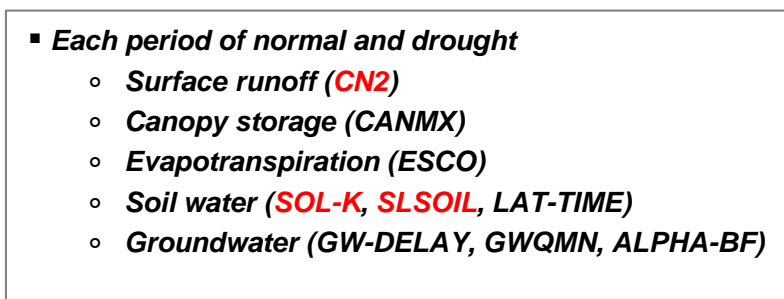 ▪ Each period of normal and drought
∘ Surface runoff (CN2)
∘ Canopy storage (CANMX)
∘ Evapotranspiration (ESCO)
∘ Soil water (SOL-K, SLSOIL, LAT-TIME)
∘ Groundwater (GW-DELAY, GWQMN, ALPHA-BF)